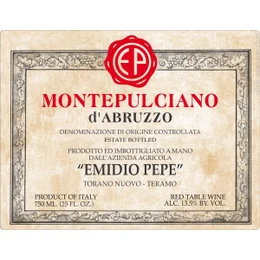 EP
MONTEPULCIANO
d'ABRUZZO
DENOMINAZIONE DI ORIGINE CONTROLLATA
ESTATE BOTTLED
PRODOTTO ED IMBOTTIGLIATO A MANO
DALL'AZIENDA AGRICOLA
"EMIDIO PEPE"
TORANO NUOVO - TERAMO
PRODUCT OF ITALY
750 ML. (25 FL. OZ.)
RED TABLE WINE
ALC. 13.5% BY. VOL.